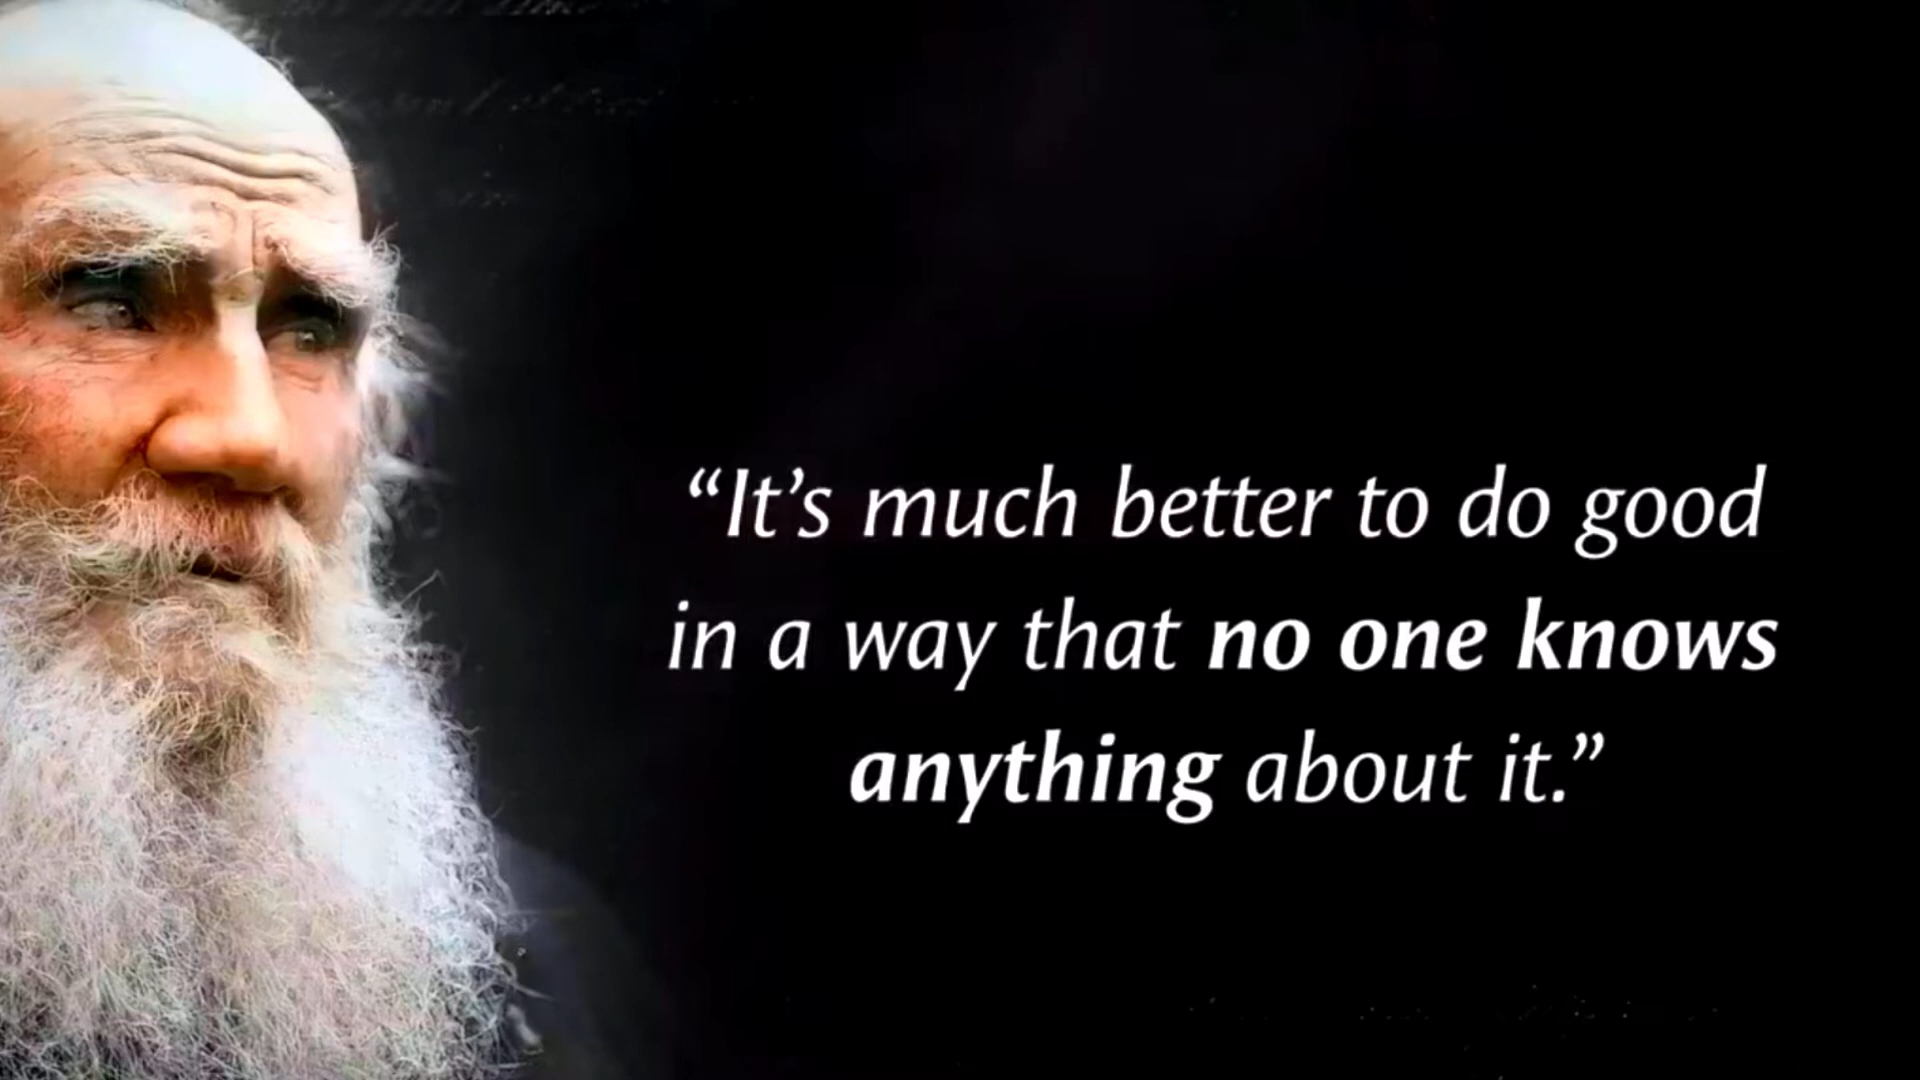 “It’s much better to do good
in a way that no one knows
anything about it.”